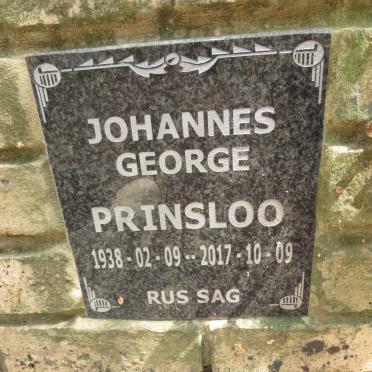 JOHANNES
GEORGE
PRINSLOO
1938 - 02 - 09 -- 2017 - 10 - 09
RUS SAG